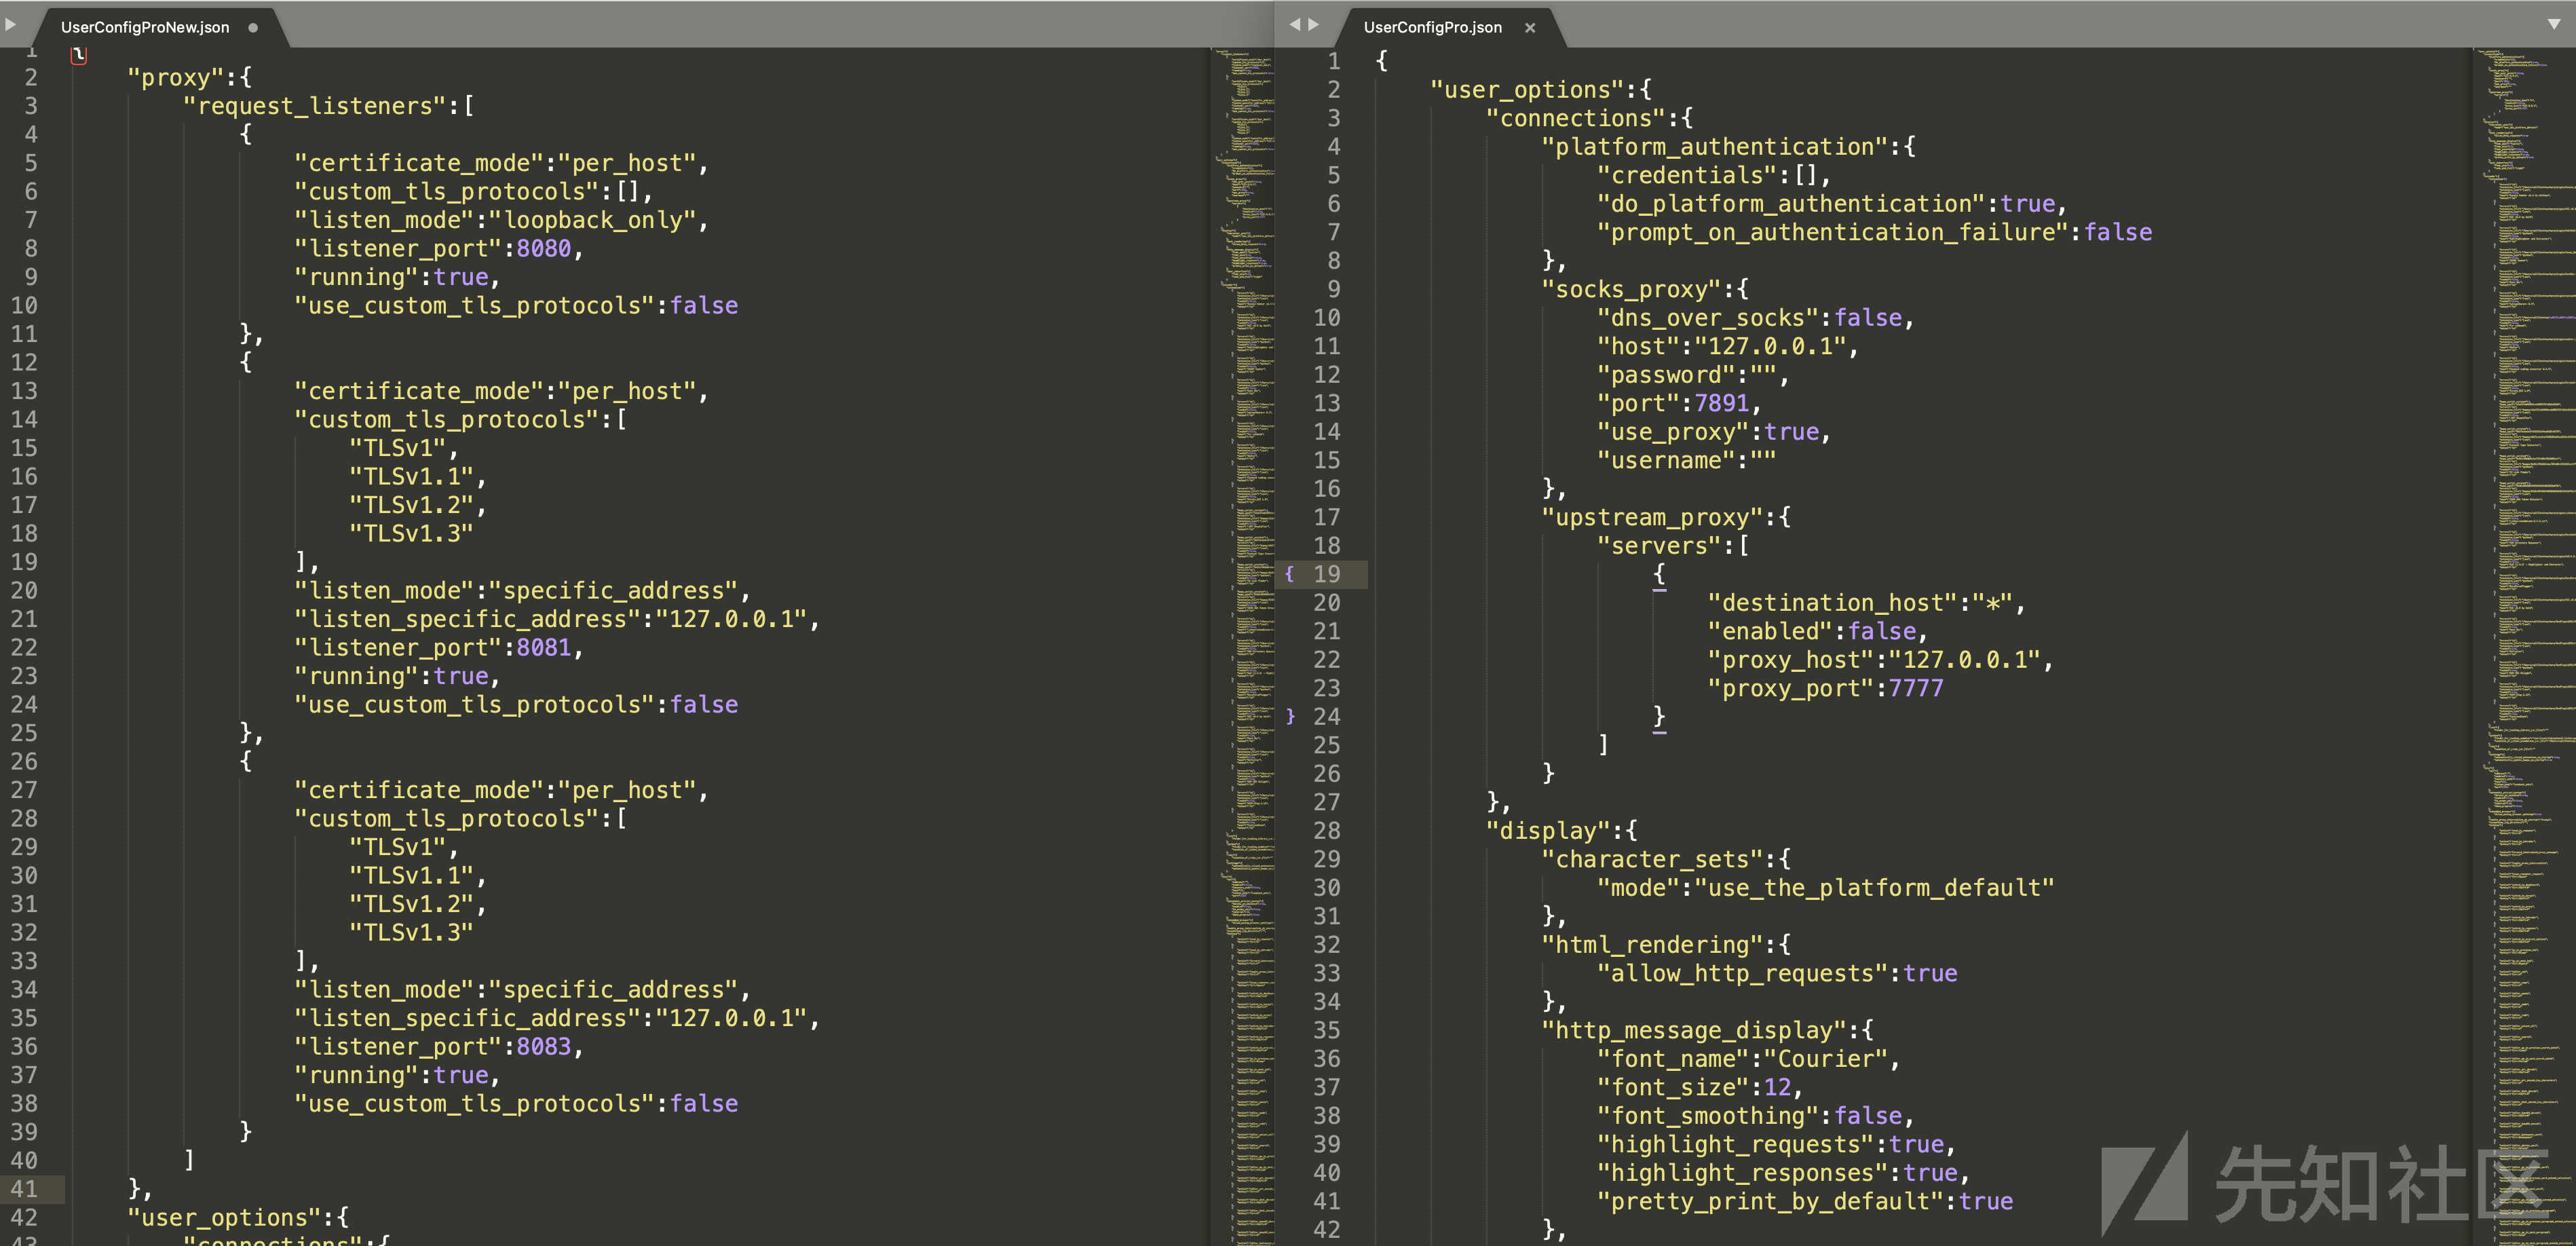 UserConfigProNew.json
1 {
2 "proxy":{
3 "request_listeners":[
4 {
5 "certificate_mode":"per_host",
6 "custom_tls_protocols":[],
7 "listen_mode":"loopback_only",
8 "listener_port":8080,
9 "running":true,
10 "use_custom_tls_protocols":false
11 },
12 {
13 "certificate_mode":"per_host",
14 "custom_tls_protocols":[
15 "TLSv1",
16 "TLSv1.1",
17 "TLSv1.2",
18 "TLSv1.3"
19 ],
20 "listen_mode":"specific_address",
21 "listen_specific_address":"127.0.0.1",
22 "listener_port":8081,
23 "running":true,
24 "use_custom_tls_protocols":false
25 },
26 {
27 "certificate_mode":"per_host",
28 "custom_tls_protocols":[
29 "TLSv1",
30 "TLSv1.1",
31 "TLSv1.2",
32 "TLSv1.3"
33 ],
34 "listen_mode":"specific_address",
35 "listen_specific_address":"127.0.0.1",
36 "listener_port":8083,
37 "running":true,
38 "use_custom_tls_protocols":false
39 }
40 ]
41 },
42 "user_options":{
43 "connections":{
UserConfigPro.json ×
1 {
2 "user_options":{
3 "connections":{
4 "platform_authentication":{
5 "credentials":[],
6 "do_platform_authentication":true,
7 "prompt_on_authentication_failure":false
8 },
9 "socks_proxy":{
10 "dns_over_socks":false,
11 "host":"127.0.0.1",
12 "password":"",
13 "port":7891,
14 "use_proxy":true,
15 "username":""
16 },
17 "upstream_proxy":{
18 "servers":[
{ 19 {
20 "destination_host":"*",
21 "enabled":false,
22 "proxy_host":"127.0.0.1",
23 "proxy_port":7777
} 24 }
25 ]
26 }
27 },
28 "display":{
29 "character_sets":{
30 "mode":"use_the_platform_default"
31 },
32 "html_rendering":{
33 "allow_http_requests":true
34 },
35 "http_message_display":{
36 "font_name":"Courier",
37 "font_size":12,
38 "font_smoothing":false,
39 "highlight_requests":true,
40 "highlight_responses":true,
41 "pretty_print_by_default":true
42 },
先知社区